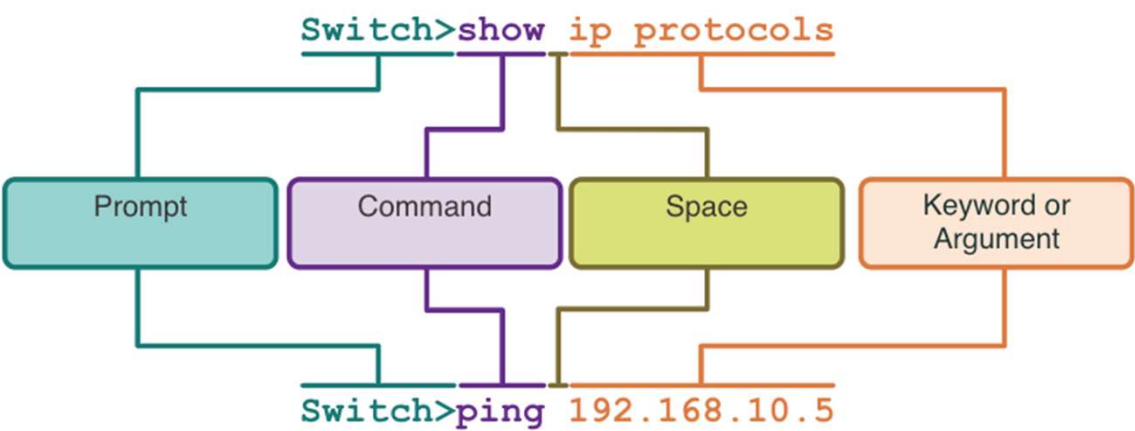 Switch>show ip protocols
Prompt
Command
Space
Keyword or
Argument
Switch>ping 192.168.10.5